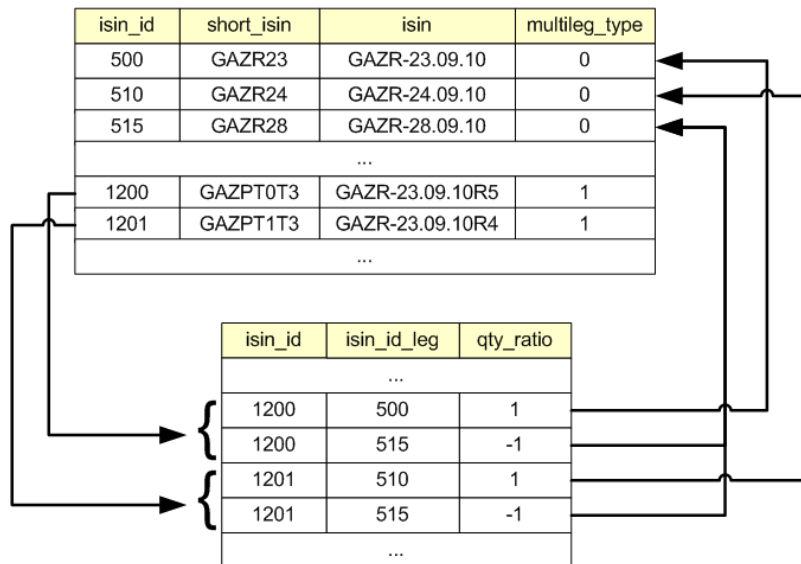 isin_id short_isin isin multileg_type
500 GAZR23 GAZR-23.09.10 0
510 GAZR24 GAZR-24.09.10 0
515 GAZR28 GAZR-28.09.10 0
...
1200 GAZPT0T3 GAZR-23.09.10R5 1
1201 GAZPT1T3 GAZR-23.09.10R4 1
...
isin_id isin_id_leg qty_ratio
...
1200 500 1
1200 515 -1
1201 510 1
1201 515 -1
...